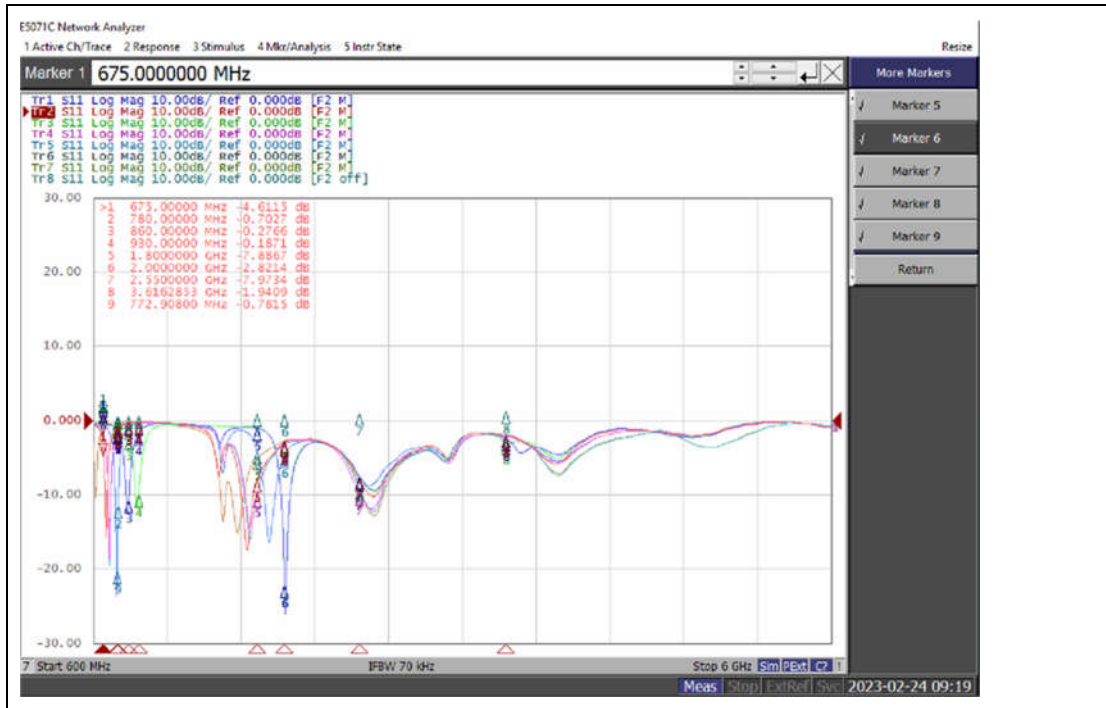 E5071C Network Analyzer
1 Active Ch/Trace 2 Response 3 Stimulus 4 Mkr/Analysis 5 Instr State Resize
Marker 1 675.0000000 MHz
More Markers
Tr1 S11 Log Mag 10.00dB/ Ref 0.000dB [F2 M]
Tr2 S11 Log Mag 10.00dB/ Ref 0.000dB [F2 M]
Tr3 S11 Log Mag 10.00dB/ Ref 0.000dB [F2 M]
Tr4 S11 Log Mag 10.00dB/ Ref 0.000dB [F2 M]
Tr5 S11 Log Mag 10.00dB/ Ref 0.000dB [F2 M]
Tr6 S11 Log Mag 10.00dB/ Ref 0.000dB [F2 M]
Tr7 S11 Log Mag 10.00dB/ Ref 0.000dB [F2 M]
Tr8 S11 Log Mag 10.00dB/ Ref 0.000dB [F2 off]
Marker 5
Marker 6
Marker 7
Marker 8
Marker 9
Return
30.00
>1 675.00000 MHz -4.6115 dB
2 780.00000 MHz -0.7027 dB
3 860.00000 MHz -0.2766 dB
4 930.00000 MHz -0.1871 dB
5 1.8000000 GHz -7.8867 dB
6 2.0000000 GHz -2.8214 dB
7 2.5500000 GHz -7.9734 dB
8 3.6162853 GHz -1.9409 dB
9 772.90800 MHz -0.7815 dB
20.00
10.00
0.000
-10.00
-20.00
-30.00
7 Start 600 MHz IFBW 70 kHz Stop 6 GHz Sim PExt C? !
Meas Stop ExtRef Svc 2023-02-24 09:19